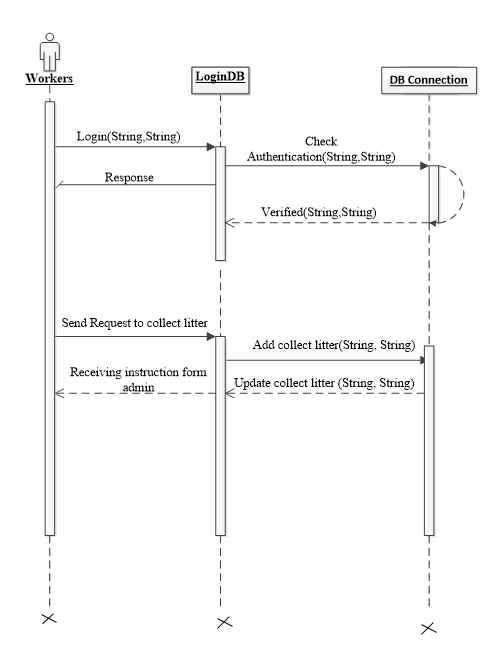 Workers
LoginDB
DB Connection
Login(String,String)
Check
Authentication(String,String)
Response
Verified(String,String)
Send Request to collect litter
Add collect litter(String, String)
Receiving instruction form
admin
Update collect litter (String, String)